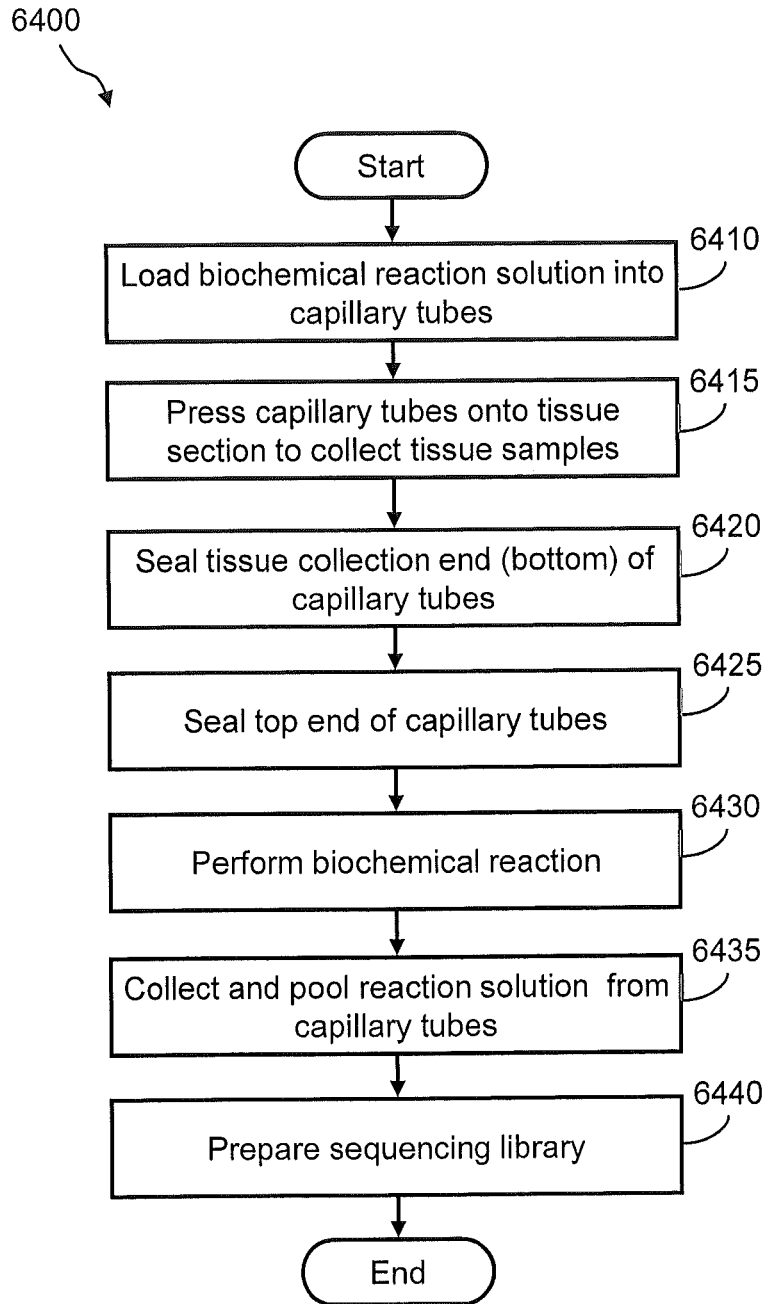 6400
Start
6410
Load biochemical reaction solution into
capillary tubes
6415
Press capillary tubes onto tissue
section to collect tissue samples
6420
Seal tissue collection end (bottom) of
capillary tubes
6425
Seal top end of capillary tubes
6430
Perform biochemical reaction
6435
Collect and pool reaction solution from
capillary tubes
6440
Prepare sequencing library
End